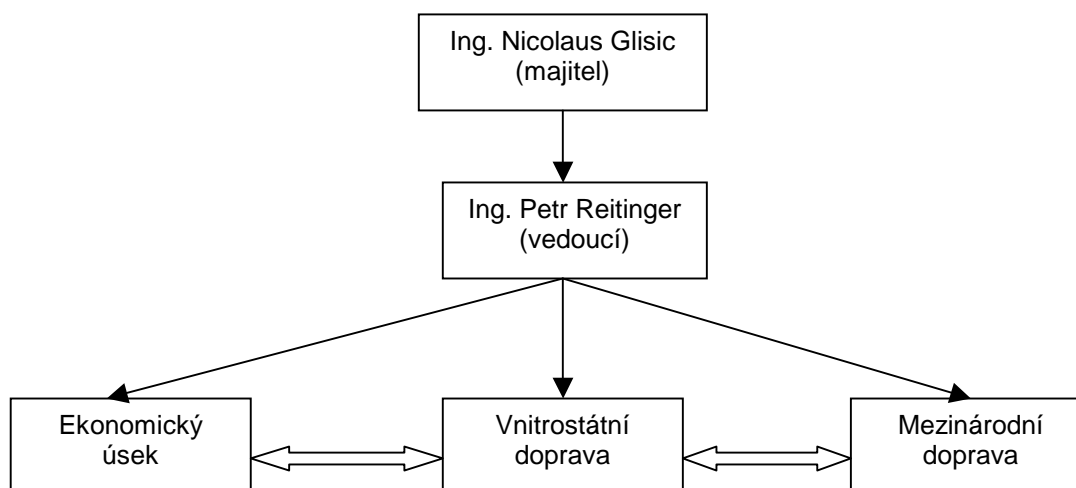 Ing. Nicolaus Glisic
(majitel)
Ing. Petr Reitinger
(vedoucí)
Ekonomický
úsek
Vnitrostátní
doprava
Mezinárodní
doprava